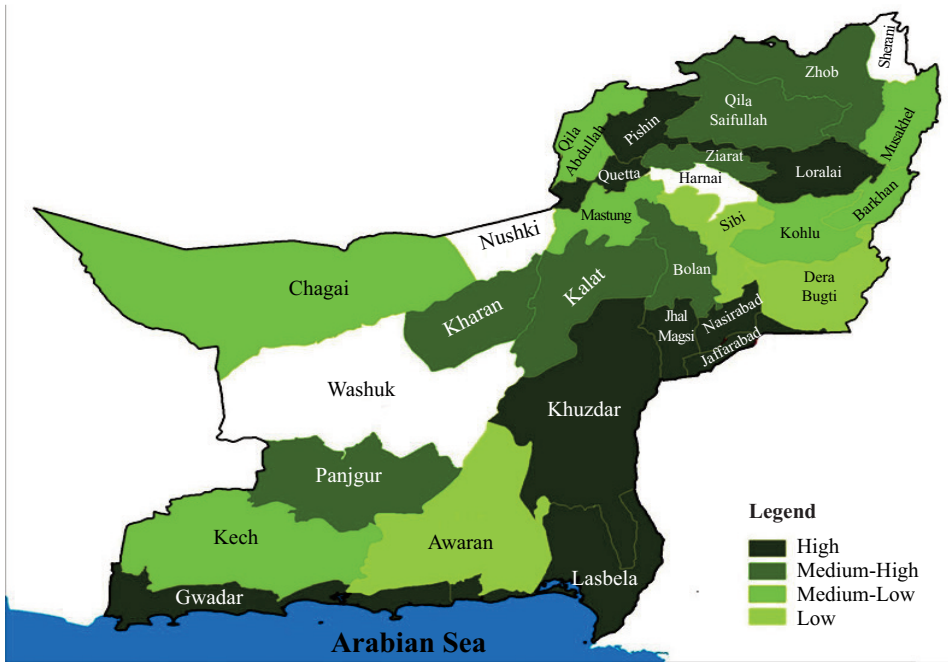 Sherani
Zhob
Qila
Saifullah
Musakhel
Qila
Abdullah
Pishin
Ziarat
Loralai
Quetta
Harnai
Barkhan
Mastung
Sibi
Kohlu
Nushki
Chagai
Kalat
Bolan
Dera
Bugti
Kharan
Jhal
Magsi
Nasirabad
Jaffarabad
Washuk
Khuzdar
Panjgur
Kech
Awaran
Lasbela
Gwadar
Arabian Sea
Legend
High
Medium-High
Medium-Low
Low